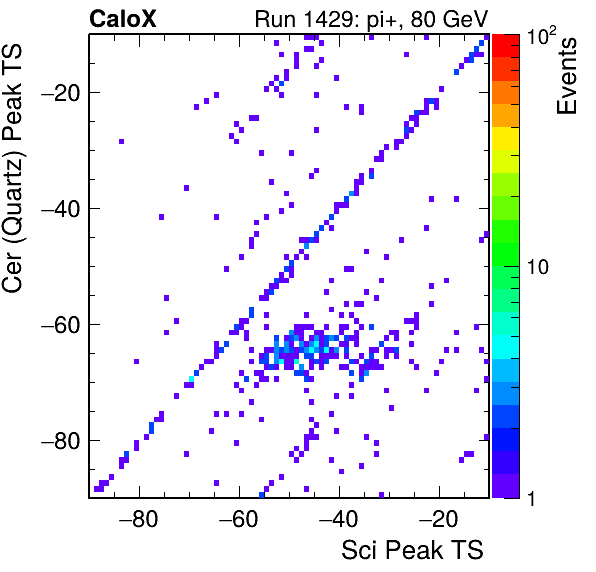 CaloX Run 1429: pi+, 80 GeV
Cer (Quartz) Peak TS
−20
−40
−60
−80
−80 −60 −40 −20
Sci Peak TS
10²
10
1
Events